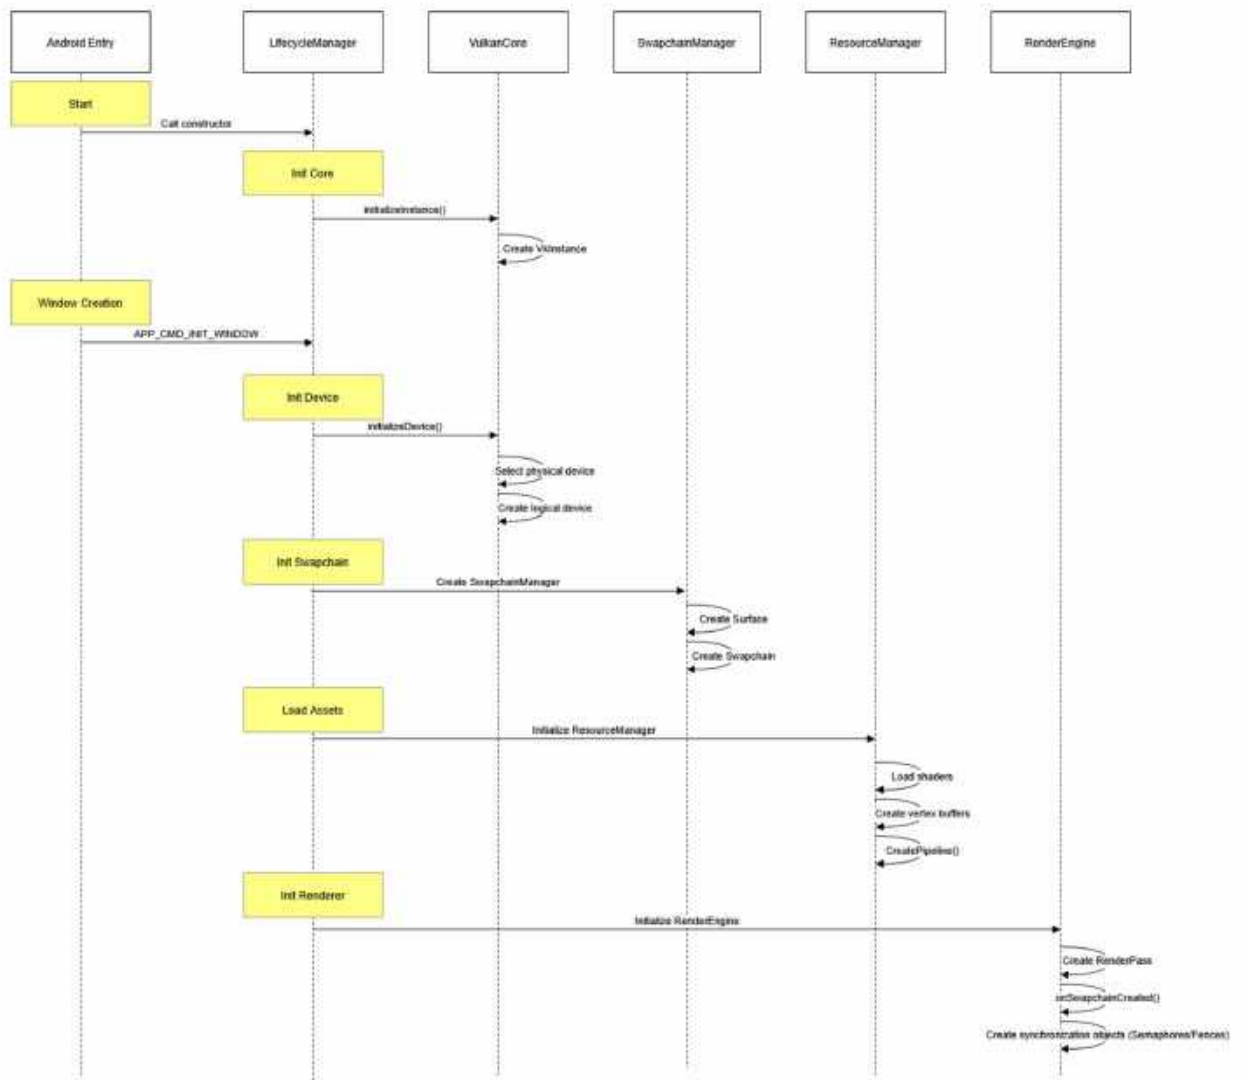 Android Entry
LifecycleManager
VulkanCore
SwapchainManager
ResourceManager
RenderEngine
Start
Call constructor
Init Core
initializeInstance()
Create VkInstance
Window Creation
APP_CMD_INIT_WINDOW
Init Device
initializeDevice()
Select physical device
Create logical device
Init Swapchain
Create SwapchainManager
Create Surface
Create Swapchain
Load Assets
Initialize ResourceManager
Load shaders
Create vertex buffers
CreatePipeline()
Init Renderer
Initialize RenderEngine
Create RenderPass
onSwapchainCreated()
Create synchronization objects (Semaphores/Fences)